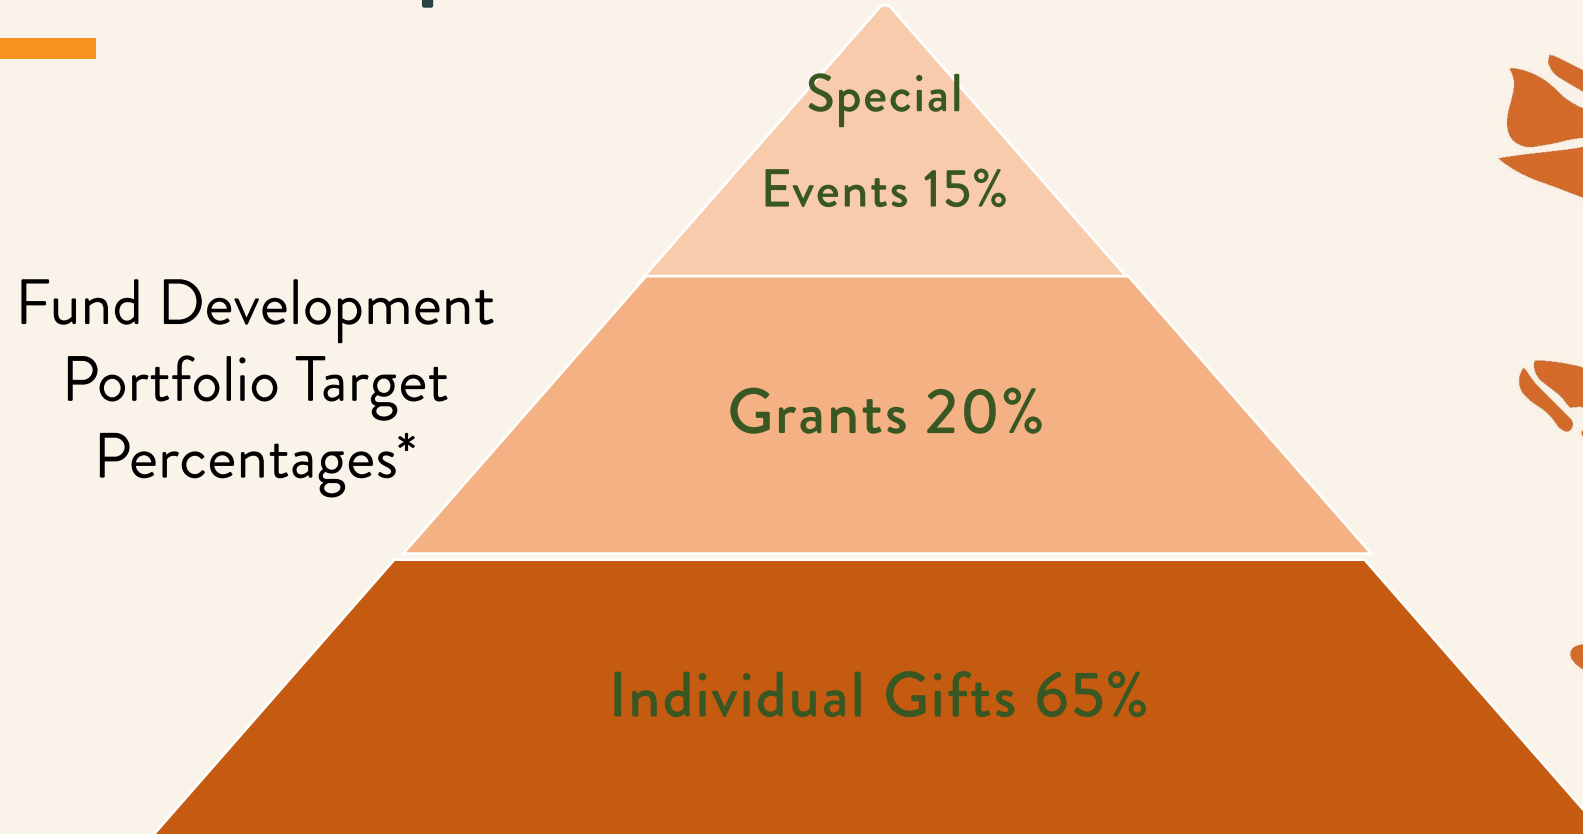 Special
Events 15%
Fund Development
Portfolio Target
Percentages*
Grants 20%
Individual Gifts 65%